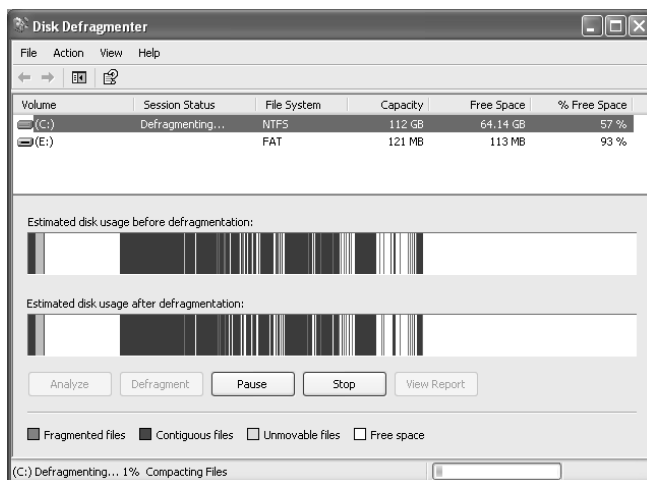 Disk Defragmenter
File Action View Help
Volume Session Status File System Capacity Free Space % Free Space
(C:) Defragmenting... NTFS 112 GB 64.14 GB 57 %
(E:) FAT 121 MB 113 MB 93 %
Estimated disk usage before defragmentation:
Estimated disk usage after defragmentation:
Analyze Defragment Pause Stop View Report
Fragmented files Contiguous files Unmovable files Free space
(C:) Defragmenting... 1% Compacting Files